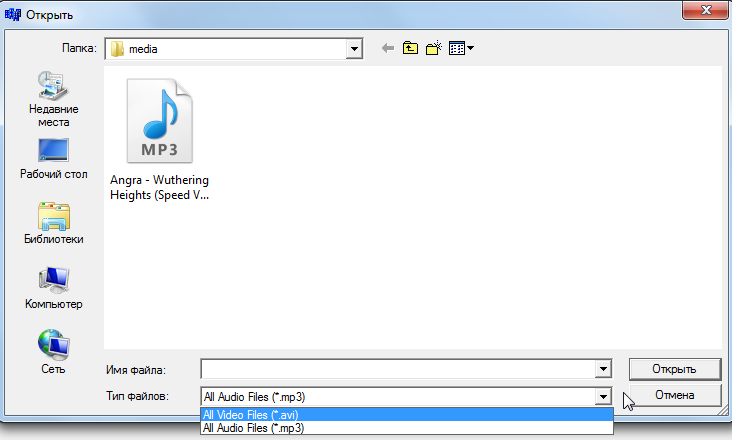 Открыть
Папка:
media
Недавние
места
Рабочий стол
Библиотеки
Компьютер
Сеть
MP3
Angra - Wuthering
Heights (Speed V...
Имя файла:
Открыть
Тип файлов:
All Audio Files (*.mp3)
Отмена
All Video Files (*.avi)
All Audio Files (*.mp3)